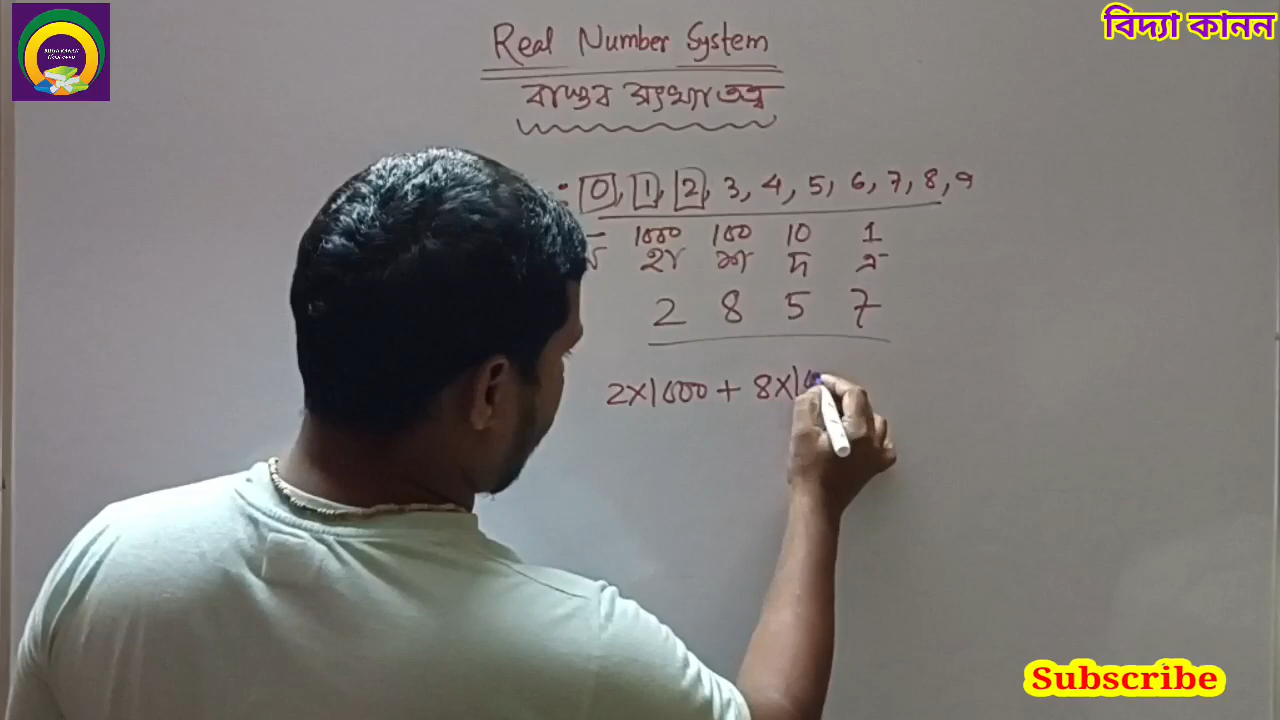 বিদ্যা কানন
Real Number System
বাস্তব সংখ্যা তত্ত্ব
: 0, 1, 2, 3, 4, 5, 6, 7, 8, 9
1000 100 10 1
হা শ দ এ
2 8 5 7
2×1000 + 8×10
Subscribe